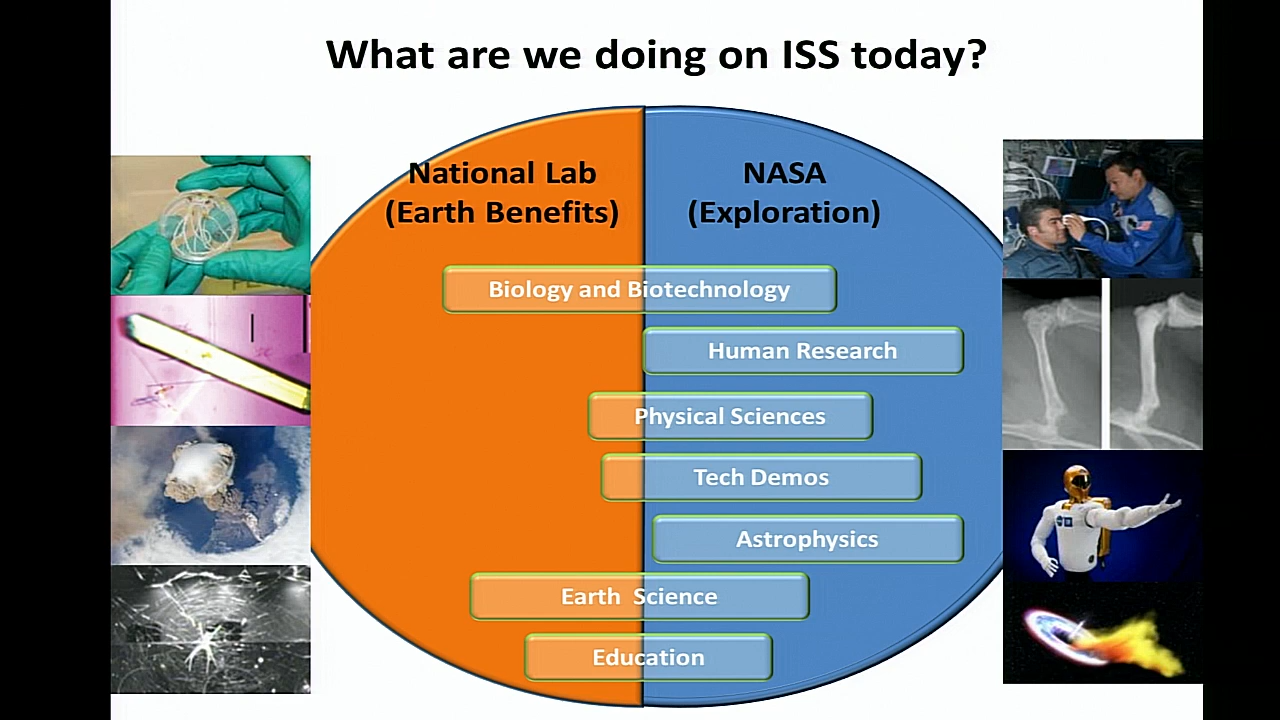 What are we doing on ISS today?
National Lab
(Earth Benefits)
NASA
(Exploration)
Biology and Biotechnology
Human Research
Physical Sciences
Tech Demos
Astrophysics
Earth Science
Education